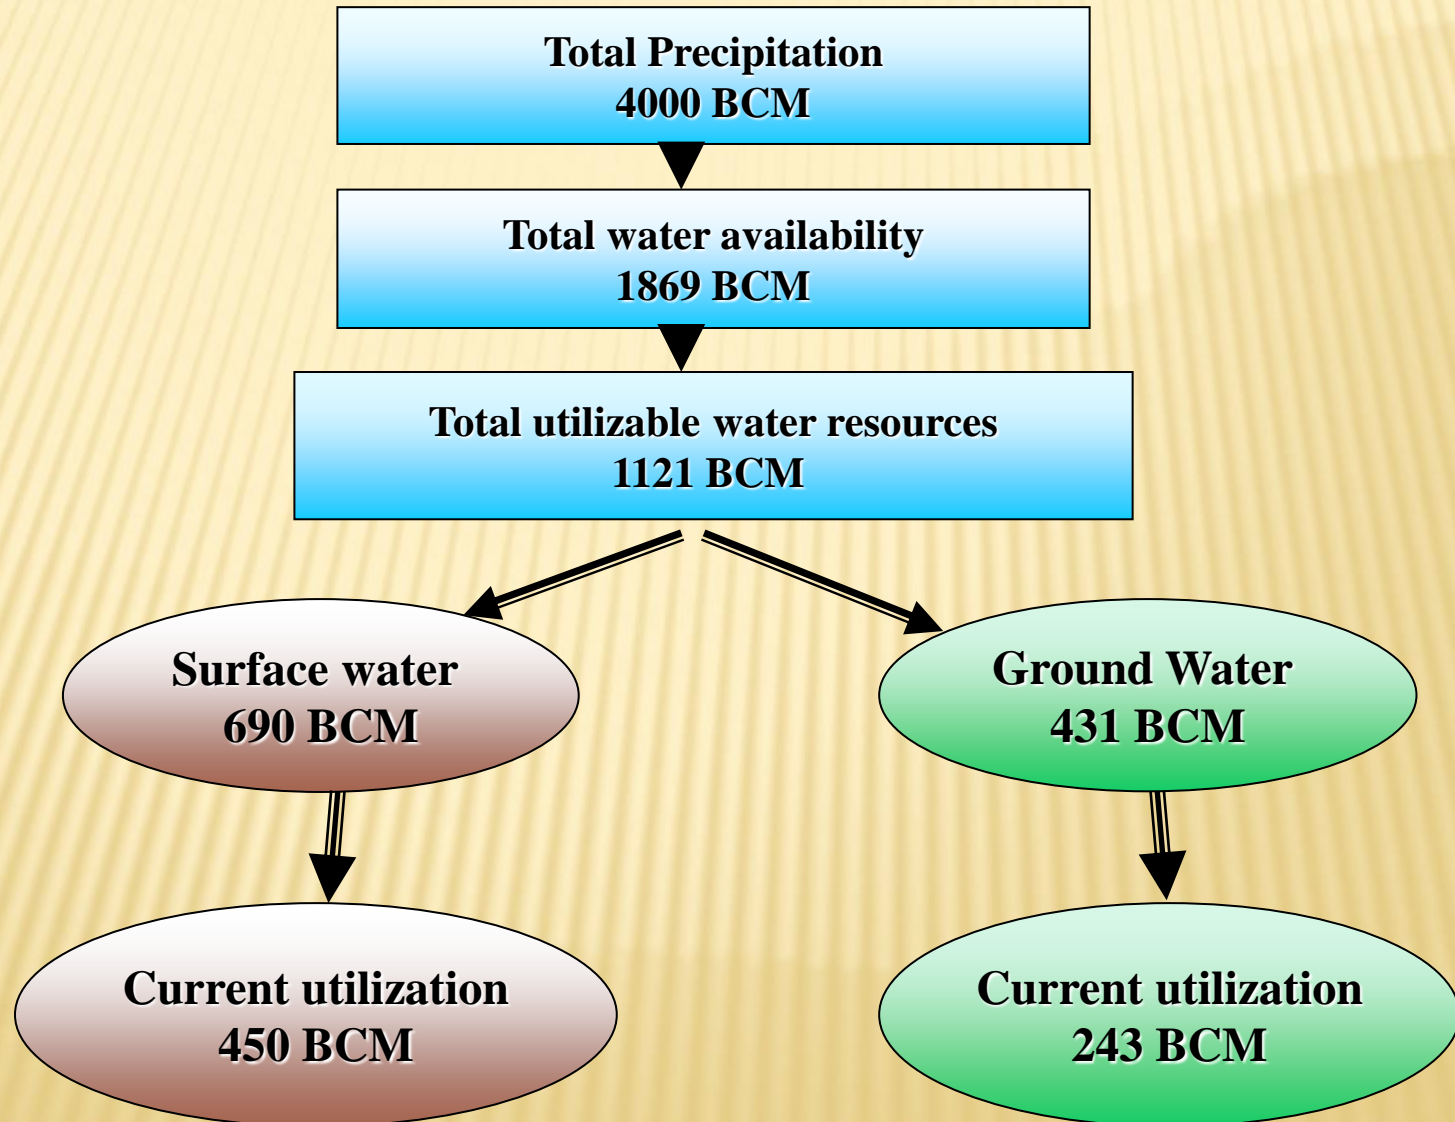 Total Precipitation
4000 BCM
Total water availability
1869 BCM
Total utilizable water resources
1121 BCM
Surface water
690 BCM
Ground Water
431 BCM
Current utilization
450 BCM
Current utilization
243 BCM